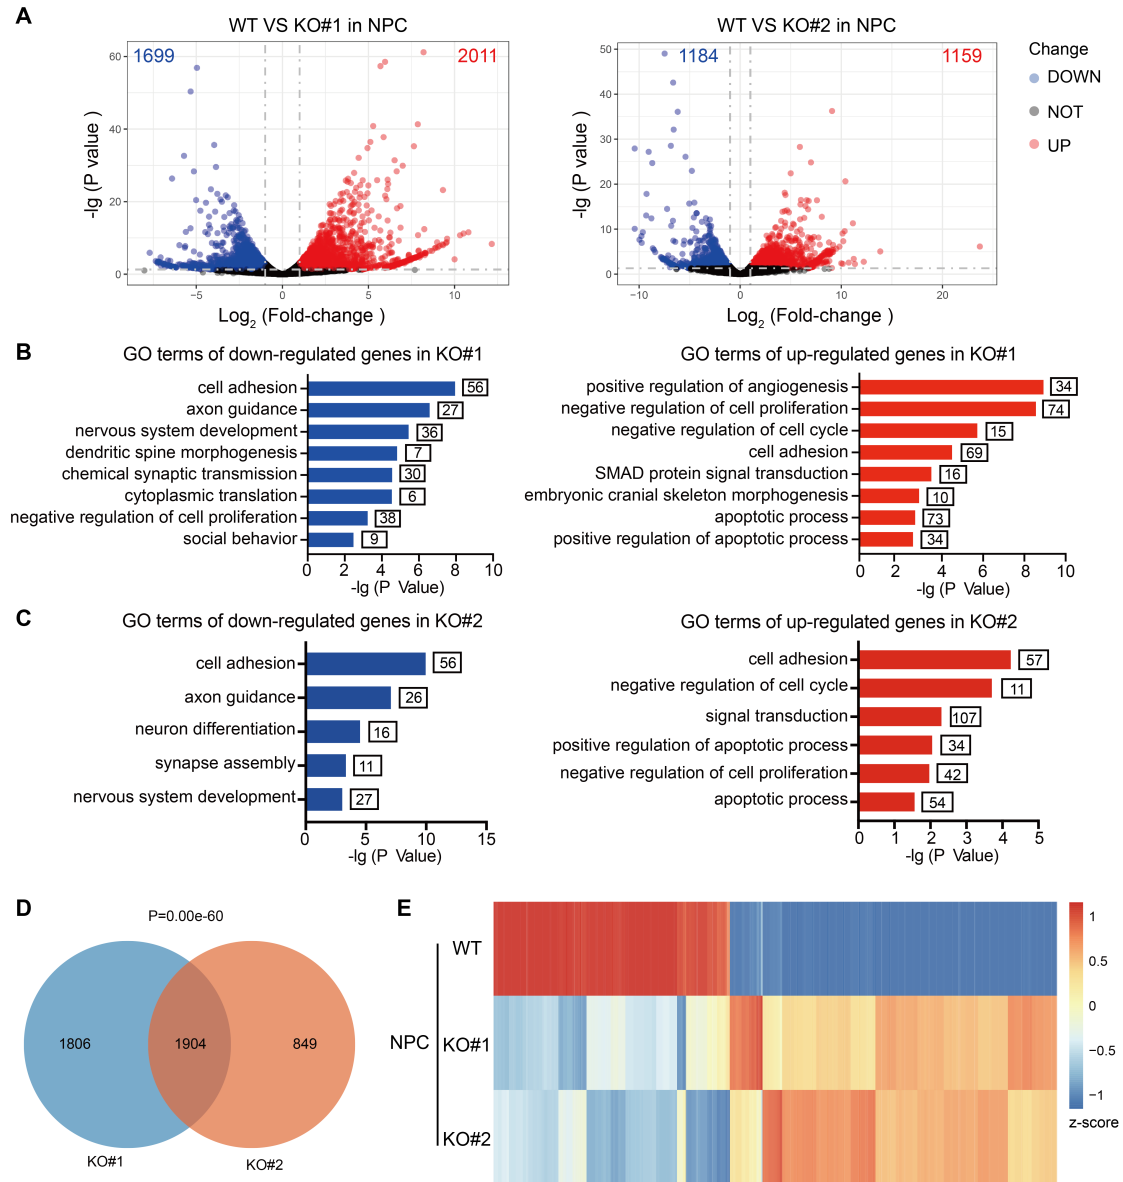 A
WT VS KO#1 in NPC
WT VS KO#2 in NPC
1699
2011
1184
1159
Change
DOWN
NOT
UP
-lg (P value )
60
40
20
0
−5
0
5
10
Log2 (Fold-change )
-lg (P value )
50
40
30
20
10
0
−10
0
10
20
Log2 (Fold-change )
B
GO terms of down-regulated genes in KO#1
cell adhesion 56
axon guidance 27
nervous system development 36
dendritic spine morphogenesis 7
chemical synaptic transmission 30
cytoplasmic translation 6
negative regulation of cell proliferation 38
social behavior 9
0 2 4 6 8 10
-lg (P Value)
GO terms of up-regulated genes in KO#1
positive regulation of angiogenesis 34
negative regulation of cell proliferation 74
negative regulation of cell cycle 15
cell adhesion 69
SMAD protein signal transduction 16
embryonic cranial skeleton morphogenesis 10
apoptotic process 73
positive regulation of apoptotic process 34
0 2 4 6 8 10
-lg (P Value)
C
GO terms of down-regulated genes in KO#2
cell adhesion 56
axon guidance 26
neuron differentiation 16
synapse assembly 11
nervous system development 27
0 5 10 15
-lg (P Value)
GO terms of up-regulated genes in KO#2
cell adhesion 57
negative regulation of cell cycle 11
signal transduction 107
positive regulation of apoptotic process 34
negative regulation of cell proliferation 42
apoptotic process 54
0 1 2 3 4 5
-lg (P Value)
D
P=0.00e-60
1806
1904
849
KO#1
KO#2
E
WT
NPC
KO#1
KO#2
1
0.5
0
−0.5
−1
z-score